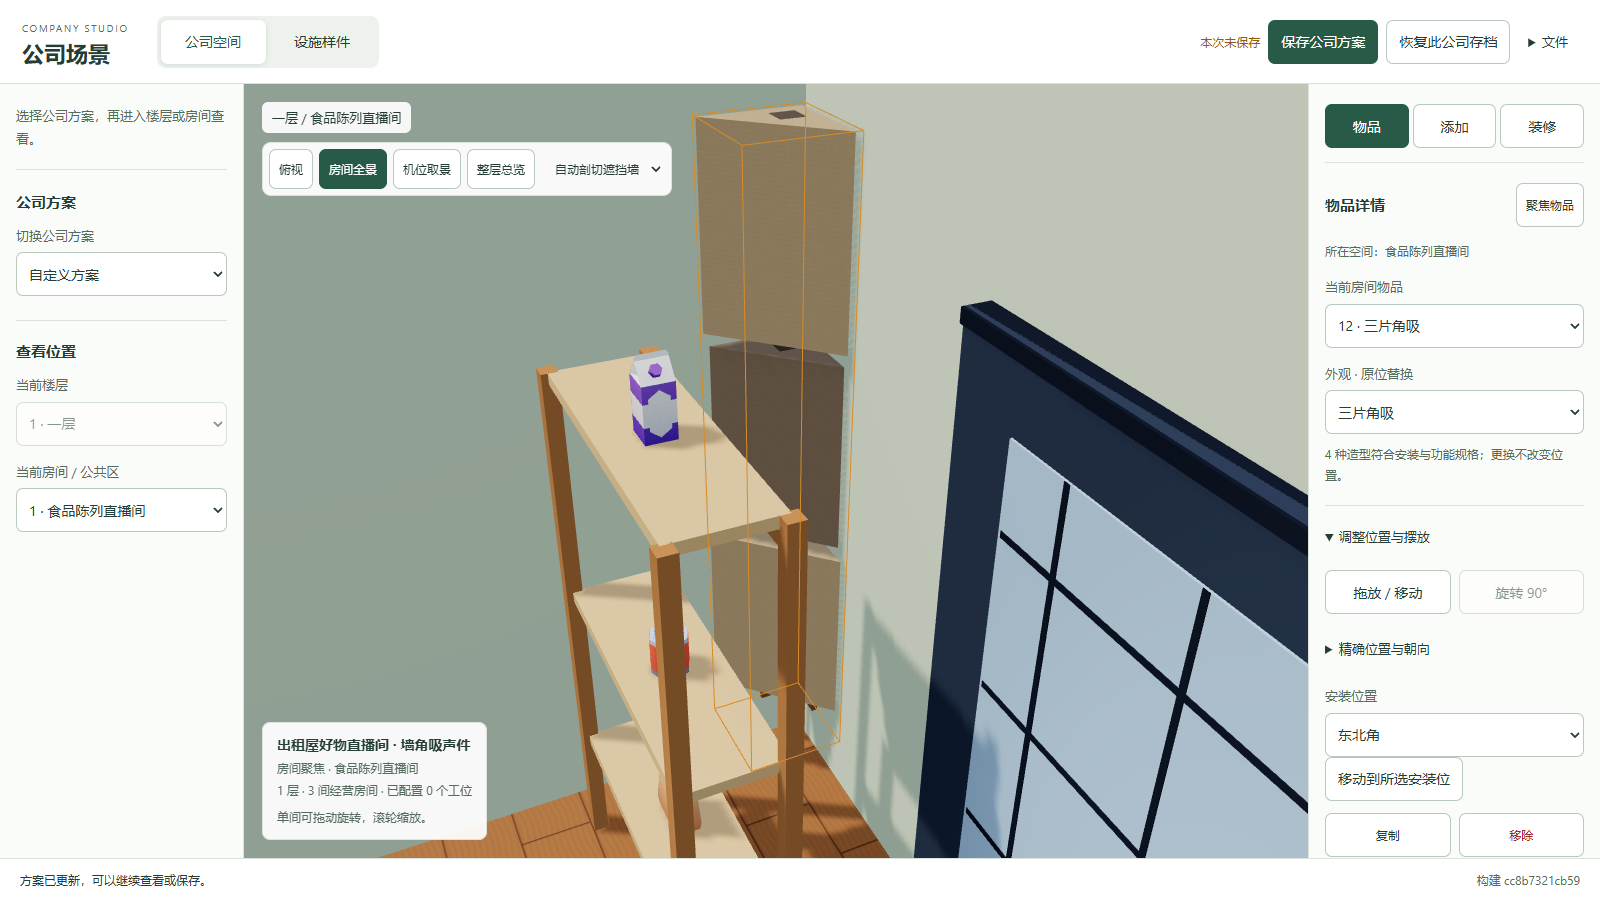 COMPANY STUDIO
公司场景
公司空间
设施样件
本次未保存
保存公司方案
恢复此公司存档
文件
选择公司方案，再进入楼层或房间查
看。
公司方案
切换公司方案
自定义方案
查看位置
当前楼层
1 · 一层
当前房间 / 公共区
1 · 食品陈列直播间
一层 / 食品陈列直播间
俯视
房间全景
机位取景
整层总览
自动剖切遮挡墙
出租屋好物直播间 · 墙角吸声件
房间聚焦 · 食品陈列直播间
1 层 · 3 间经营房间 · 已配置 0 个工位
单间可拖动旋转，滚轮缩放。
物品
添加
装修
物品详情
聚焦物品
所在空间：食品陈列直播间
当前房间物品
12 · 三片角吸
外观 · 原位替换
三片角吸
4 种造型符合安装与功能规格；更换不改变位
置。
调整位置与摆放
拖放 / 移动
旋转 90°
精确位置与朝向
安装位置
东北角
移动到所选安装位
复制
移除
方案已更新，可以继续查看或保存。
构建 cc8b7321cb59